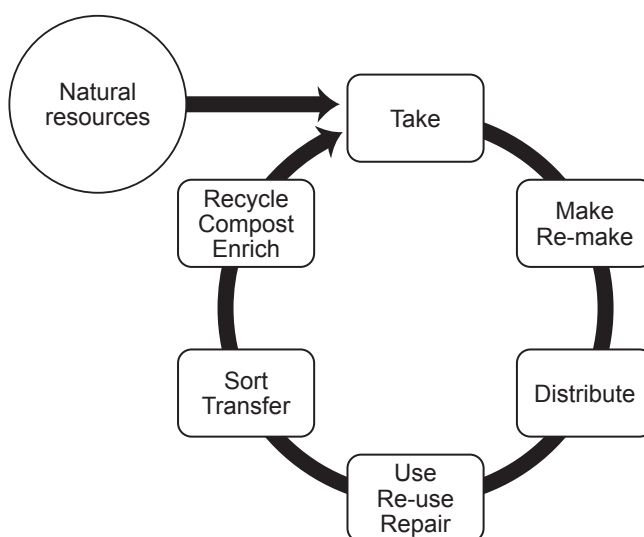 Natural
resources
Take
Make
Re-make
Distribute
Use
Re-use
Repair
Sort
Transfer
Recycle
Compost
Enrich